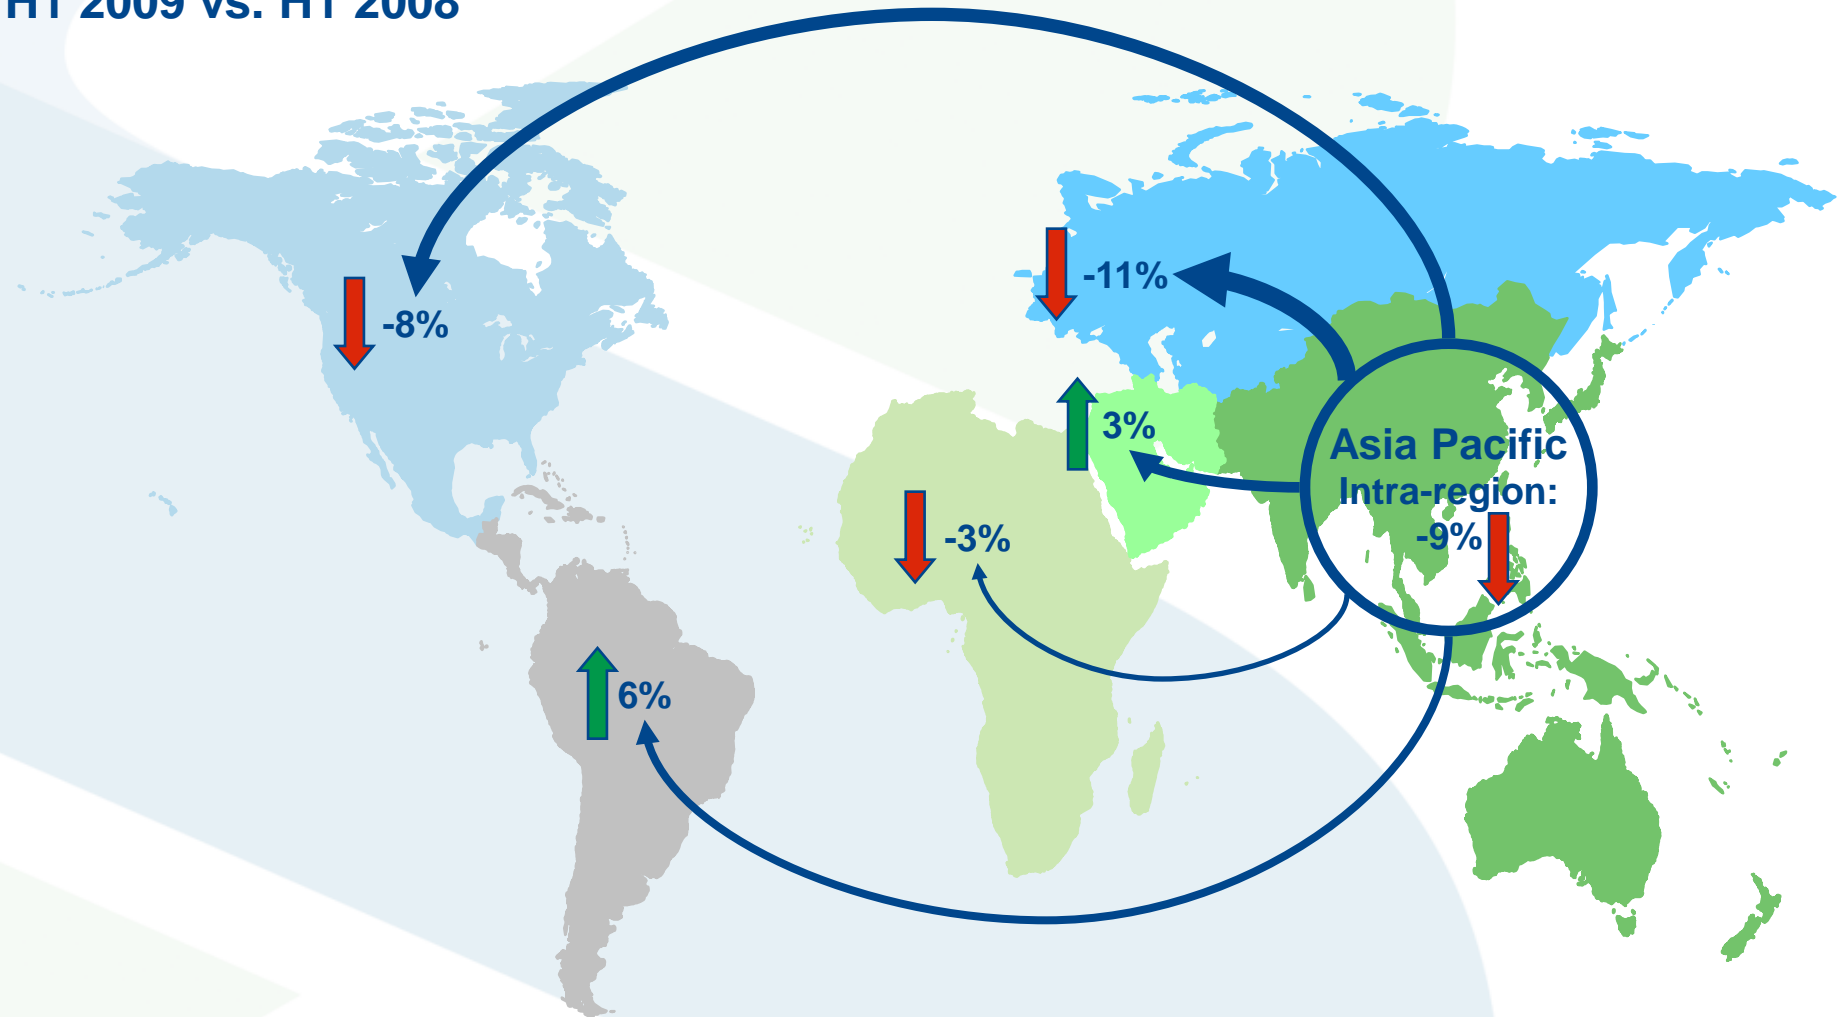 H1 2009 vs. H1 2008
-11%
-8%
3%
Asia Pacific
Intra-region:
-9%
-3%
6%